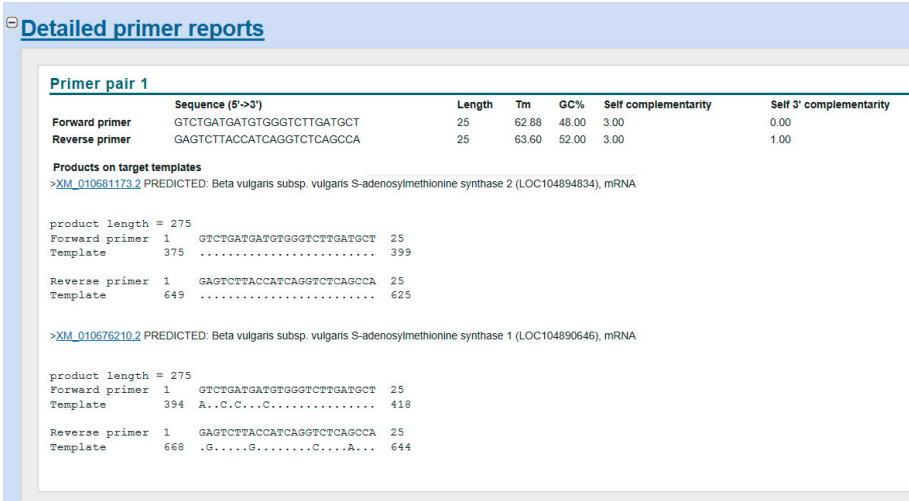 Detailed primer reports
Primer pair 1
Sequence (5'->3') Length Tm GC% Self complementarity Self 3' complementarity
Forward primer GTCTGATGATGTGGGTCTTGATGCT 25 62.88 48.00 3.00 0.00
Reverse primer GAGTCTTACCATCAGGTCTCAGCCA 25 63.60 52.00 3.00 1.00
Products on target templates
>XM_010681173.2 PREDICTED: Beta vulgaris subsp. vulgaris S-adenosylmethionine synthase 2 (LOC104894834), mRNA
product length = 275
Forward primer 1 GTCTGATGATGTGGGTCTTGATGCT 25
Template 375 ......................... 399
Reverse primer 1 GAGTCTTACCATCAGGTCTCAGCCA 25
Template 649 ......................... 625
>XM_010676210.2 PREDICTED: Beta vulgaris subsp. vulgaris S-adenosylmethionine synthase 1 (LOC104890646), mRNA
product length = 275
Forward primer 1 GTCTGATGATGTGGGTCTTGATGCT 25
Template 394 A..C.C...C............... 418
Reverse primer 1 GAGTCTTACCATCAGGTCTCAGCCA 25
Template 668 .G.....G........C....A... 644